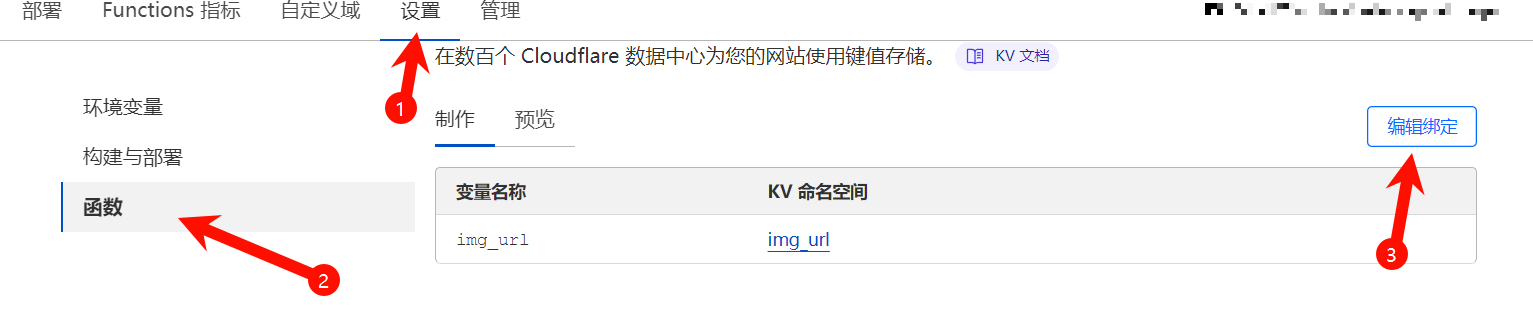 部署 Functions 指标 自定义域 设置 管理
在数百个 Cloudflare 数据中心为您的网站使用键值存储。 KV 文档
1
环境变量
制作 预览
编辑绑定
构建与部署
变量名称 KV 命名空间
函数
img_url img_url
3
2